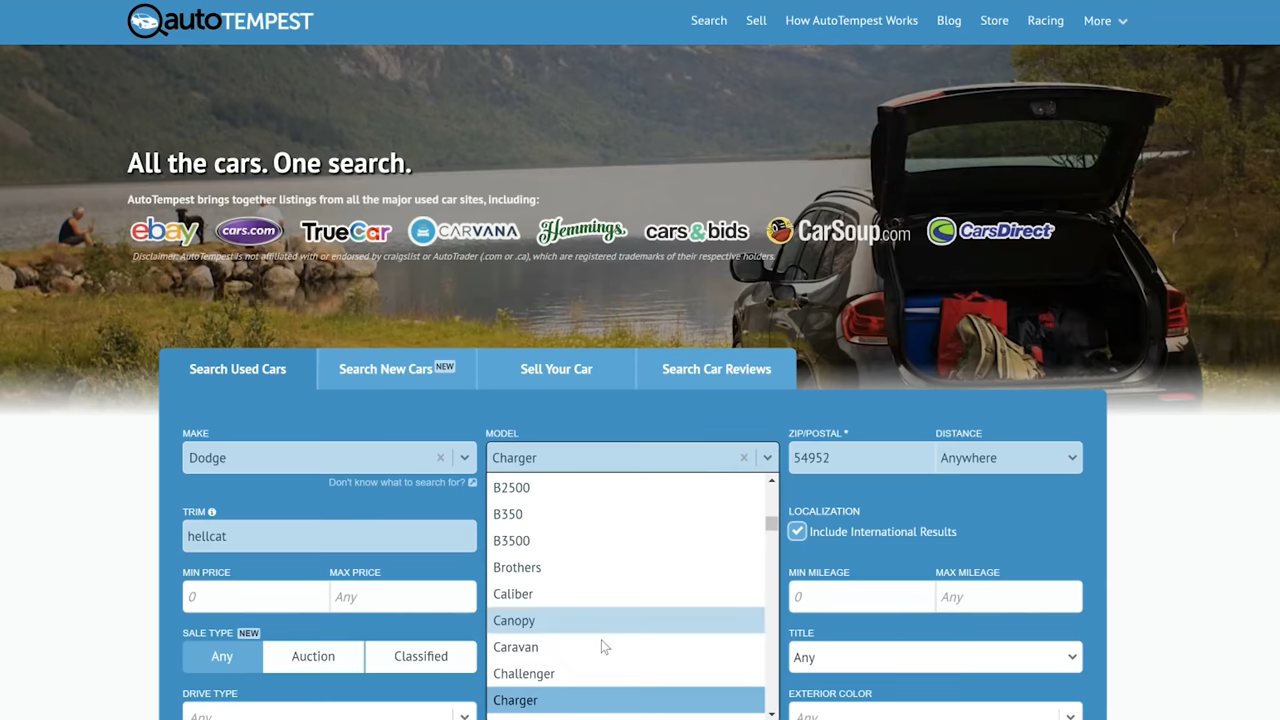 autoTEMPEST
Search Sell How AutoTempest Works Blog Store Racing More
All the cars. One search.
AutoTempest brings together listings from all the major used car sites, including:
ebay cars.com TrueCar CARVANA Hemmings. cars&bids CarSoup.com CarsDirect
Disclaimer: AutoTempest is not affiliated with or endorsed by craigslist or AutoTrader (.com or .ca), which are registered trademarks of their respective holders.
Search Used Cars Search New Cars NEW Sell Your Car Search Car Reviews
MAKE MODEL ZIP/POSTAL * DISTANCE
Dodge Charger 54952 Anywhere
Don't know what to search for?
B2500
TRIM LOCALIZATION
B350
hellcat Include International Results
B3500
Brothers
MIN PRICE MAX PRICE MIN MILEAGE MAX MILEAGE
0 Any Caliber 0 Any
Canopy
SALE TYPE NEW TITLE
Any Auction Classified Caravan Any
Challenger
DRIVE TYPE EXTERIOR COLOR
Charger
Any Any